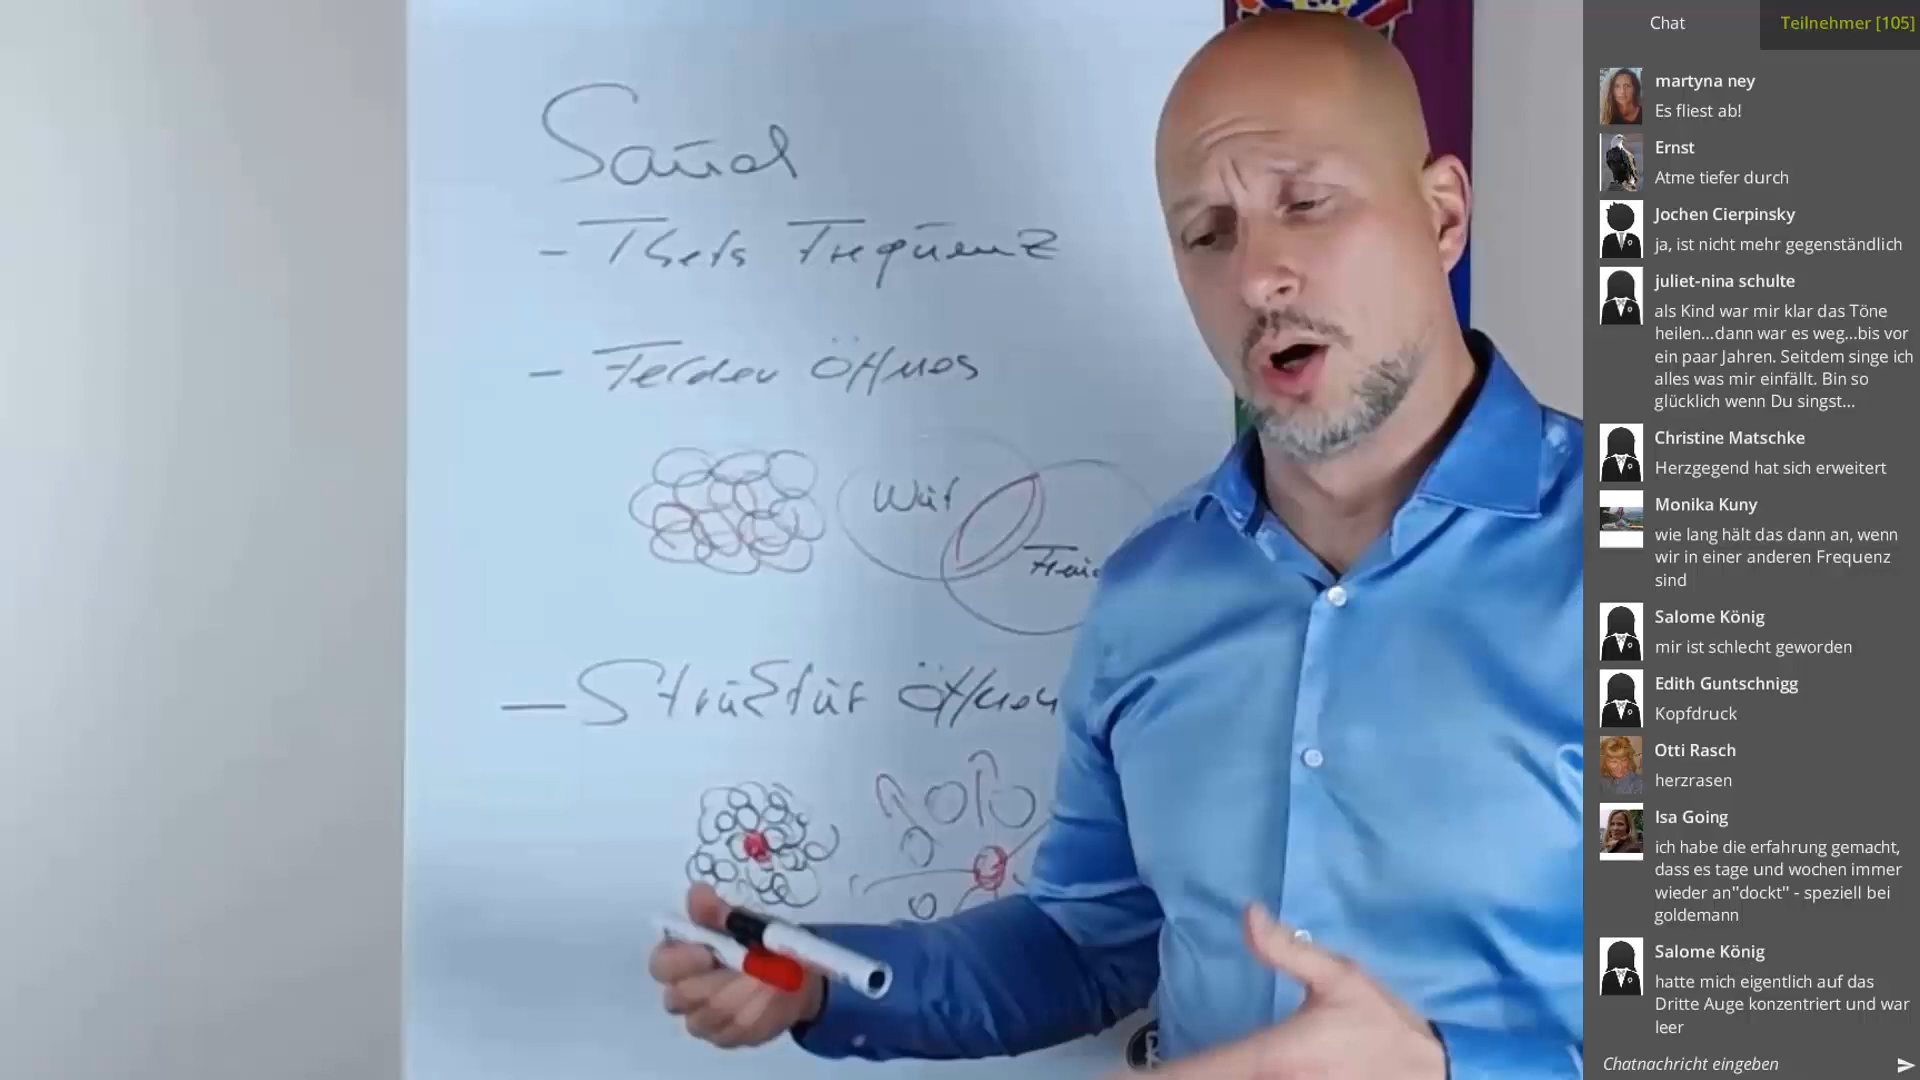 Sound
- Theta Frequenz
- Felder öffnen
Wut
— Struktur öffnen
Chat
Teilnehmer [105]
martyna ney
Es fliest ab!
Ernst
Atme tiefer durch
Jochen Cierpinsky
ja, ist nicht mehr gegenständlich
juliet-nina schulte
als Kind war mir klar das Töne
heilen...dann war es weg...bis vor
ein paar Jahren. Seitdem singe ich
alles was mir einfällt. Bin so
glücklich wenn Du singst...
Christine Matschke
Herzgegend hat sich erweitert
Monika Kuny
wie lang hält das dann an, wenn
wir in einer anderen Frequenz
sind
Salome König
mir ist schlecht geworden
Edith Guntschnigg
Kopfdruck
Otti Rasch
herzrasen
Isa Going
ich habe die erfahrung gemacht,
dass es tage und wochen immer
wieder an"dockt" - speziell bei
goldemann
Salome König
hatte mich eigentlich auf das
Dritte Auge konzentriert und war
leer
Chatnachricht eingeben